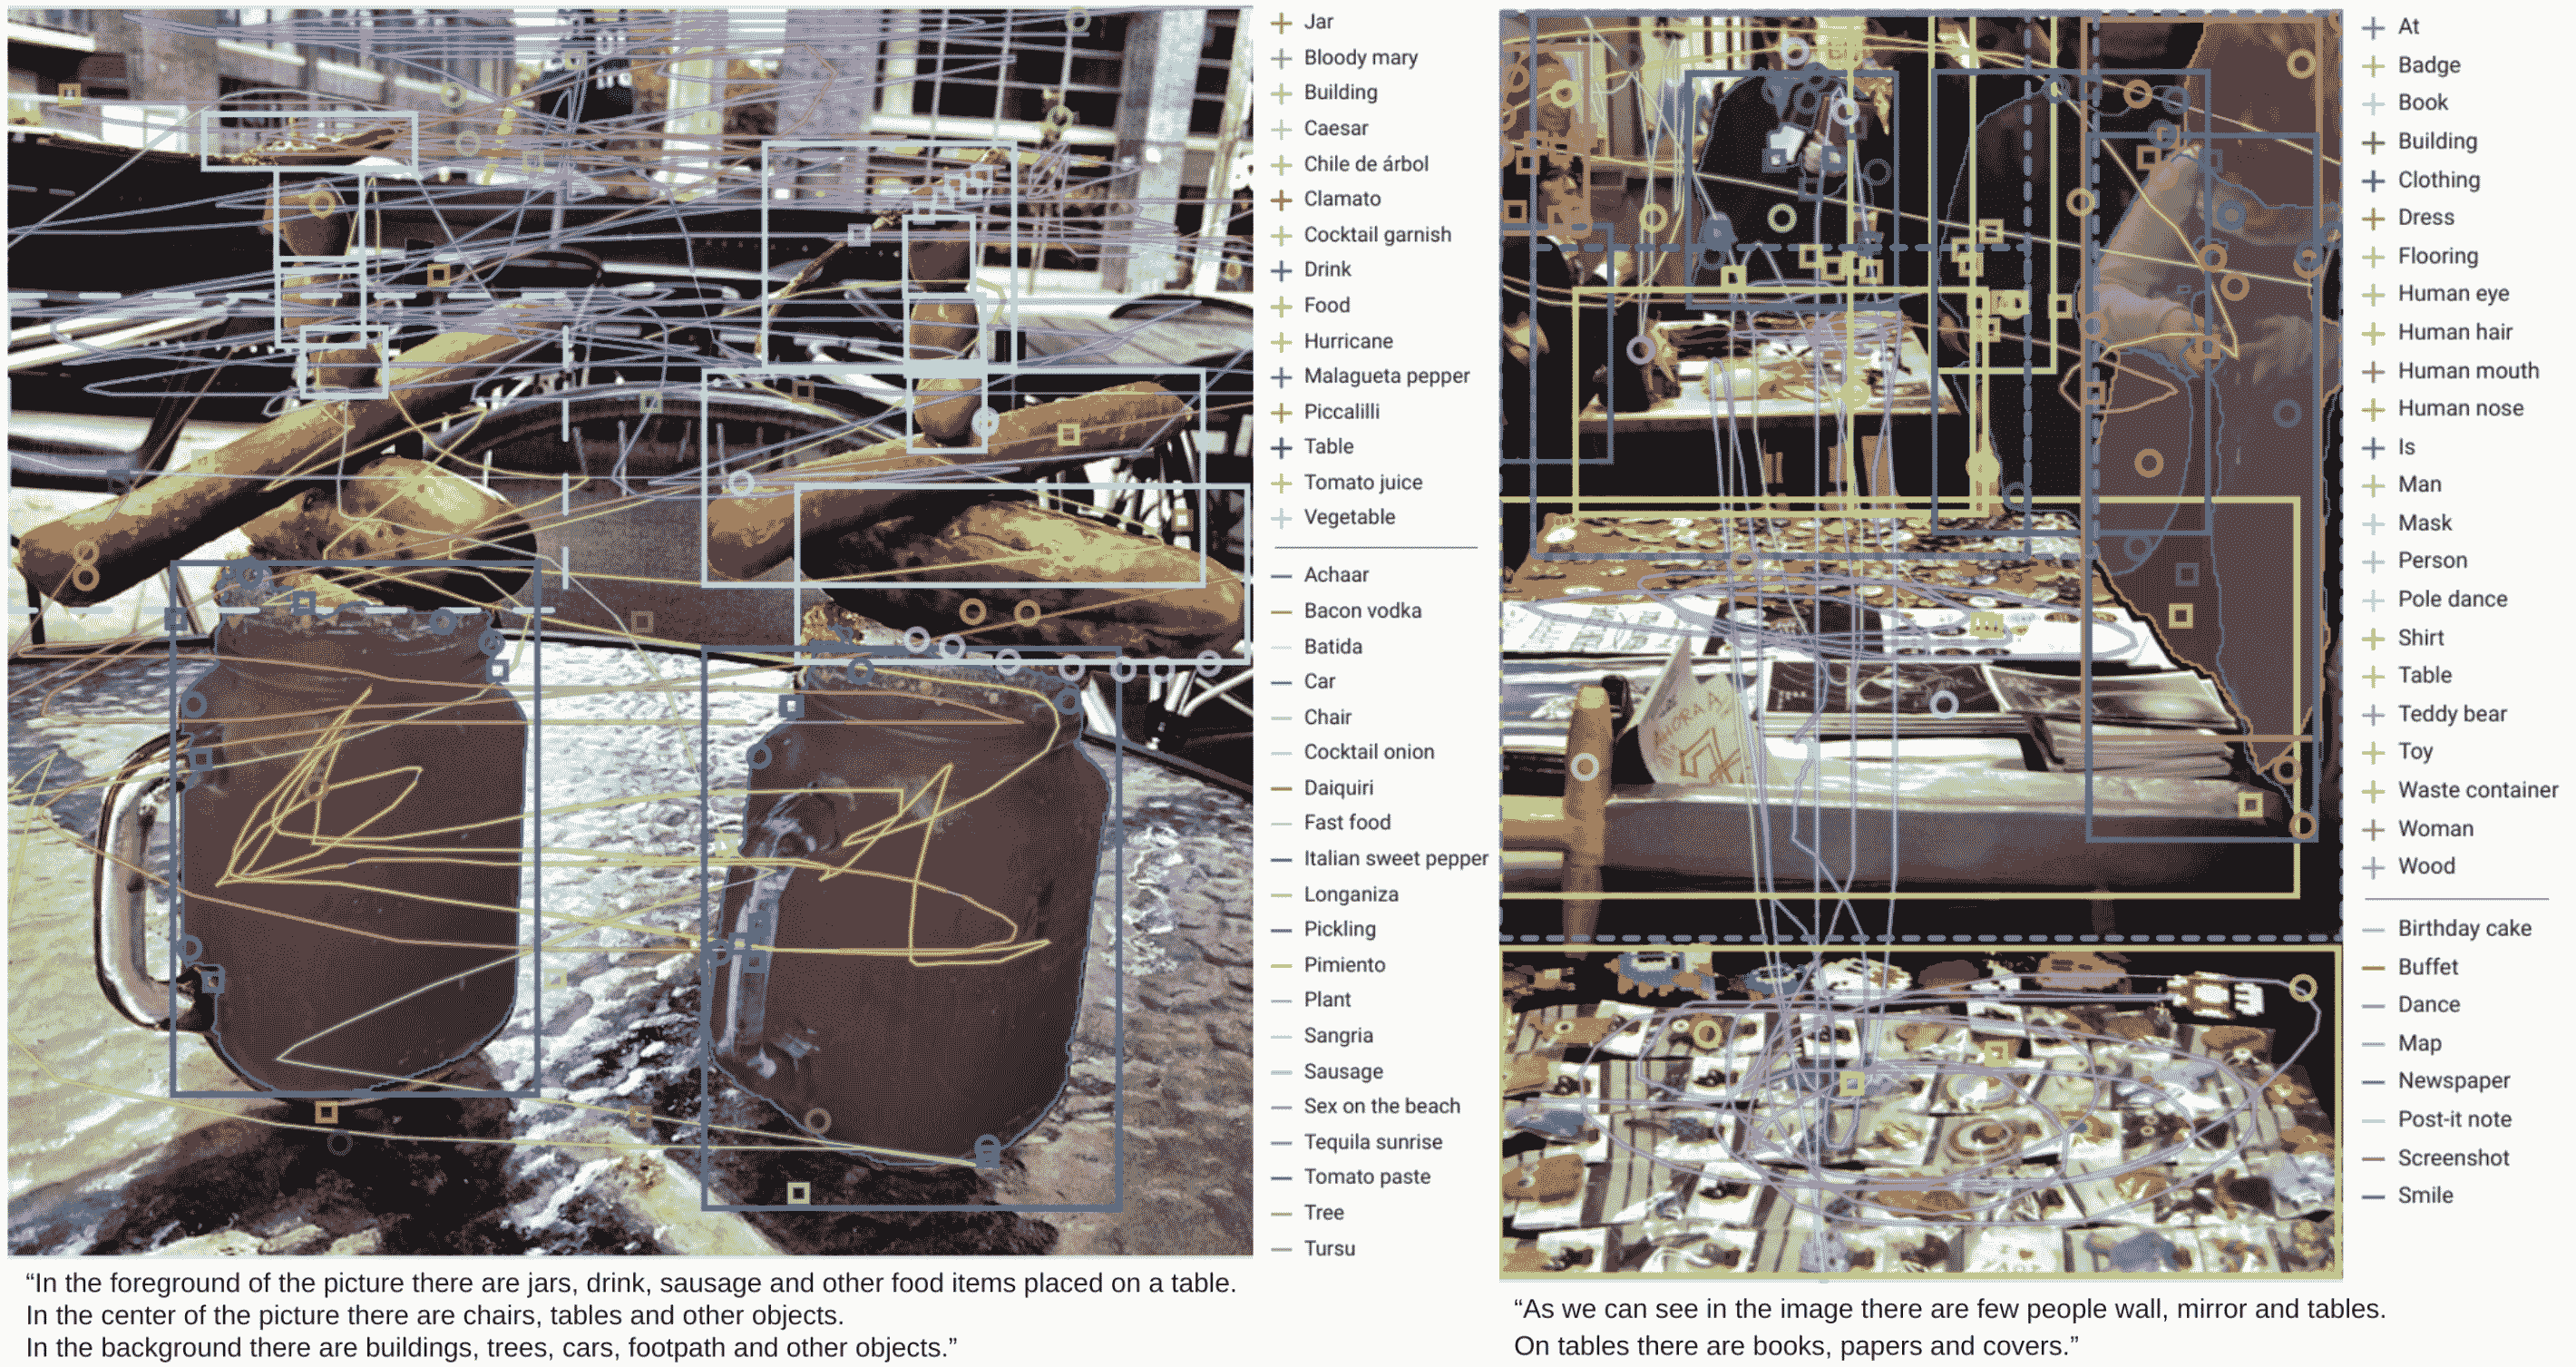 Jar
Bloody mary
Building
Caesar
Chile de árbol
Clamato
Cocktail garnish
Drink
Food
Hurricane
Malagueta pepper
Piccalilli
Table
Tomato juice
Vegetable
Achaar
Bacon vodka
Batida
Car
Chair
Cocktail onion
Daiquiri
Fast food
Italian sweet pepper
Longaniza
Pickling
Pimiento
Plant
Sangria
Sausage
Sex on the beach
Tequila sunrise
Tomato paste
Tree
Tursu
“In the foreground of the picture there are jars, drink, sausage and other food items placed on a table.
In the center of the picture there are chairs, tables and other objects.
In the background there are buildings, trees, cars, footpath and other objects.”
At
Badge
Book
Building
Clothing
Dress
Flooring
Human eye
Human hair
Human mouth
Human nose
Is
Man
Mask
Person
Pole dance
Shirt
Table
Teddy bear
Toy
Waste container
Woman
Wood
Birthday cake
Buffet
Dance
Map
Newspaper
Post-it note
Screenshot
Smile
“As we can see in the image there are few people wall, mirror and tables.
On tables there are books, papers and covers.”